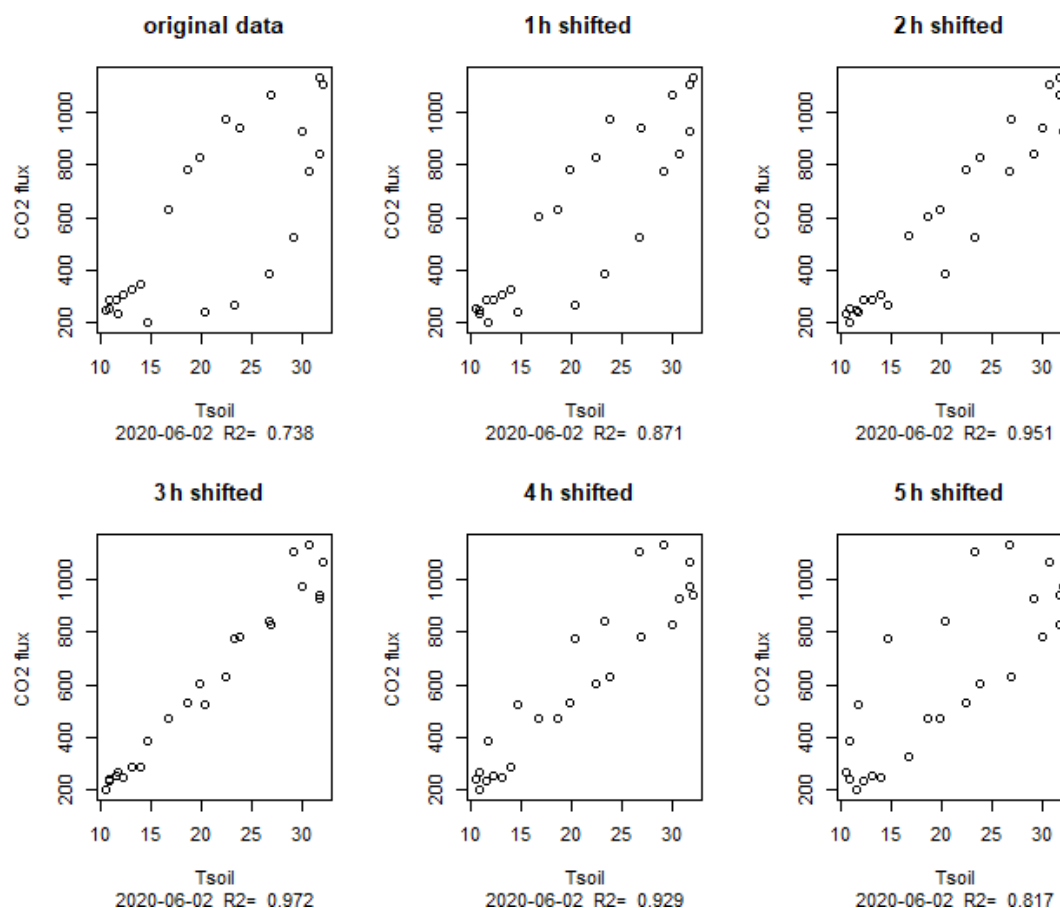 original data
1h shifted
2h shifted
CO2 flux
200 400 600 800 1000
10 15 20 25 30
Tsoil
2020-06-02 R2= 0.738
CO2 flux
200 400 600 800 1000
10 15 20 25 30
Tsoil
2020-06-02 R2= 0.871
CO2 flux
200 400 600 800 1000
10 15 20 25 30
Tsoil
2020-06-02 R2= 0.951
3h shifted
4h shifted
5h shifted
CO2 flux
200 400 600 800 1000
10 15 20 25 30
Tsoil
2020-06-02 R2= 0.972
CO2 flux
200 400 600 800 1000
10 15 20 25 30
Tsoil
2020-06-02 R2= 0.929
CO2 flux
200 400 600 800 1000
10 15 20 25 30
Tsoil
2020-06-02 R2= 0.817